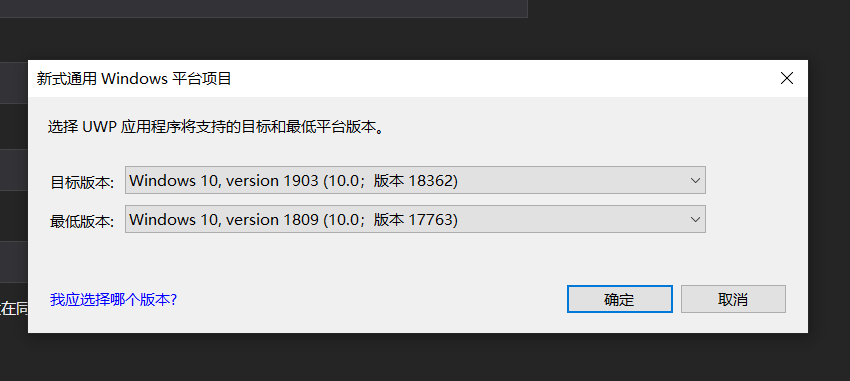 新式通用 Windows 平台项目
选择 UWP 应用程序将支持的目标和最低平台版本。
目标版本: Windows 10, version 1903 (10.0；版本 18362)
最低版本: Windows 10, version 1809 (10.0；版本 17763)
在同
我应选择哪个版本? 确定 取消